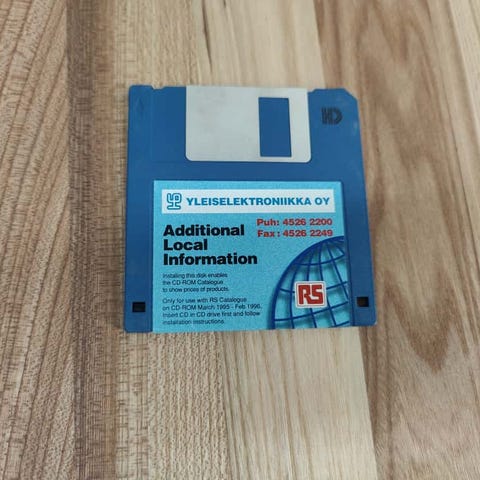 HD
YLEISELEKTRONIIKKA OY
Additional
Local
Information
Puh: 4526 2200
Fax: 4526 2249
Installing this disk enables
the CD-ROM Catalogue
to show prices of products.
Only for use with RS Catalogue
on CD-ROM March 1995 - Feb 1996.
Insert CD in CD drive first and follow
installation instructions.
RS